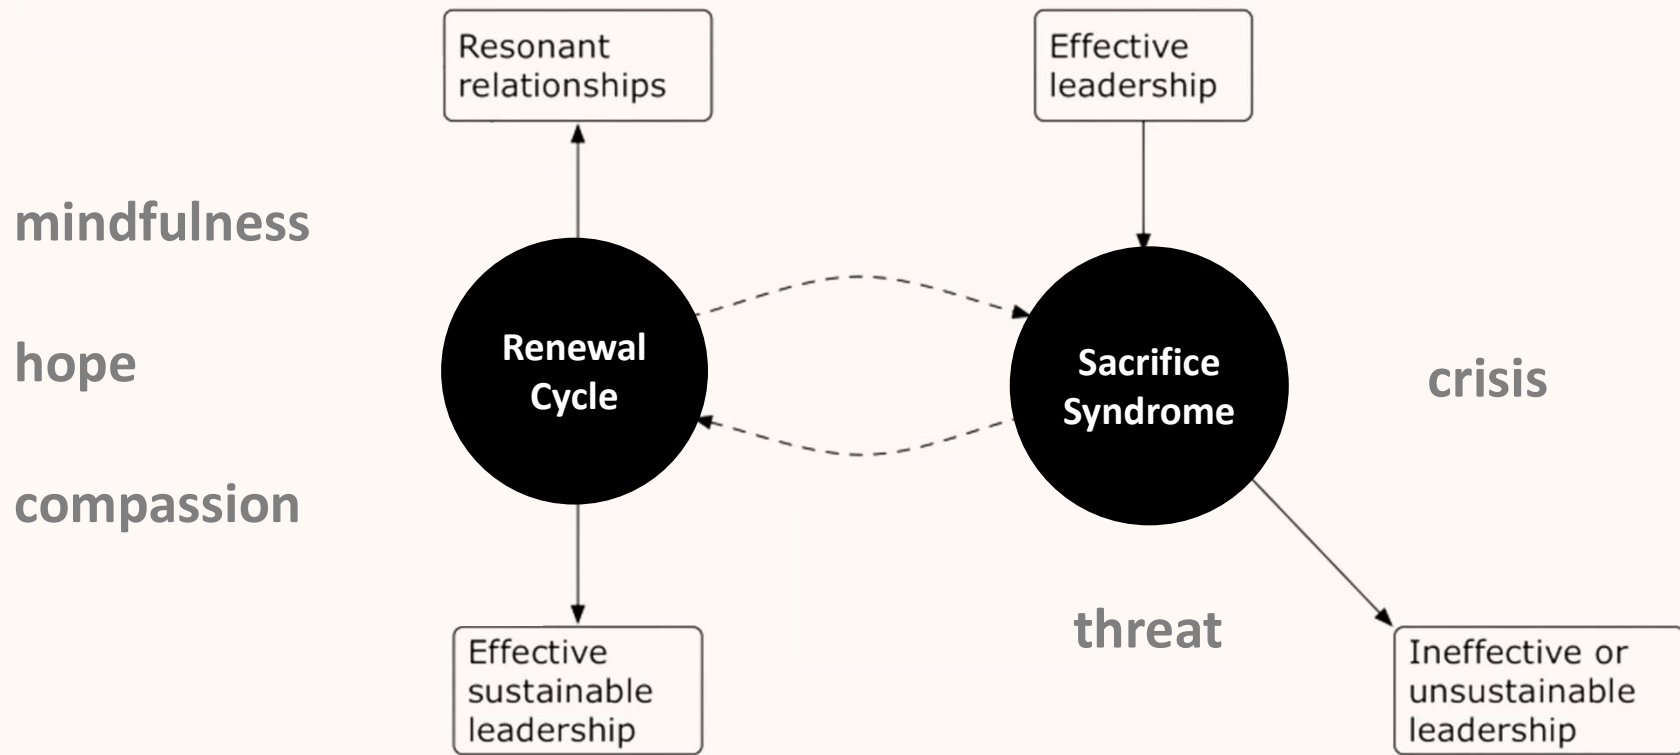 Resonant
relationships
Effective
leadership
mindfulness
hope
compassion
Renewal
Cycle
Sacrifice
Syndrome
crisis
threat
Effective
sustainable
leadership
Ineffective or
unsustainable
leadership